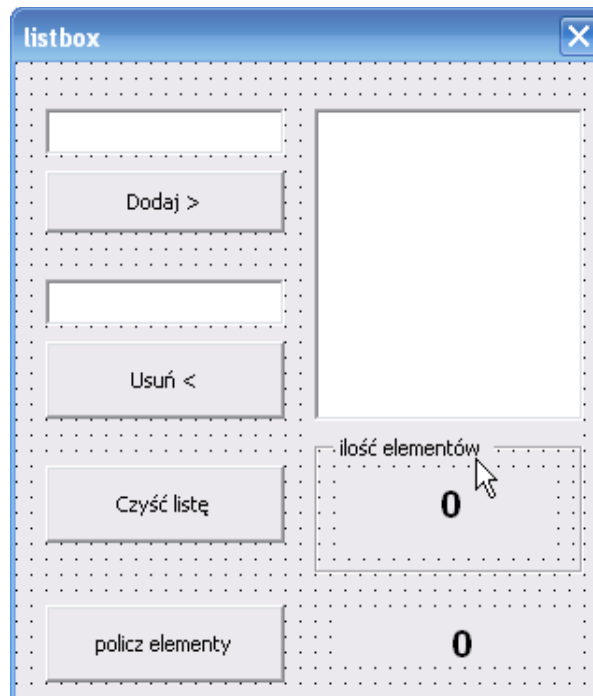 listbox
Dodaj >
Usuń <
ilość elementów
0
Czyść listę
policz elementy
0